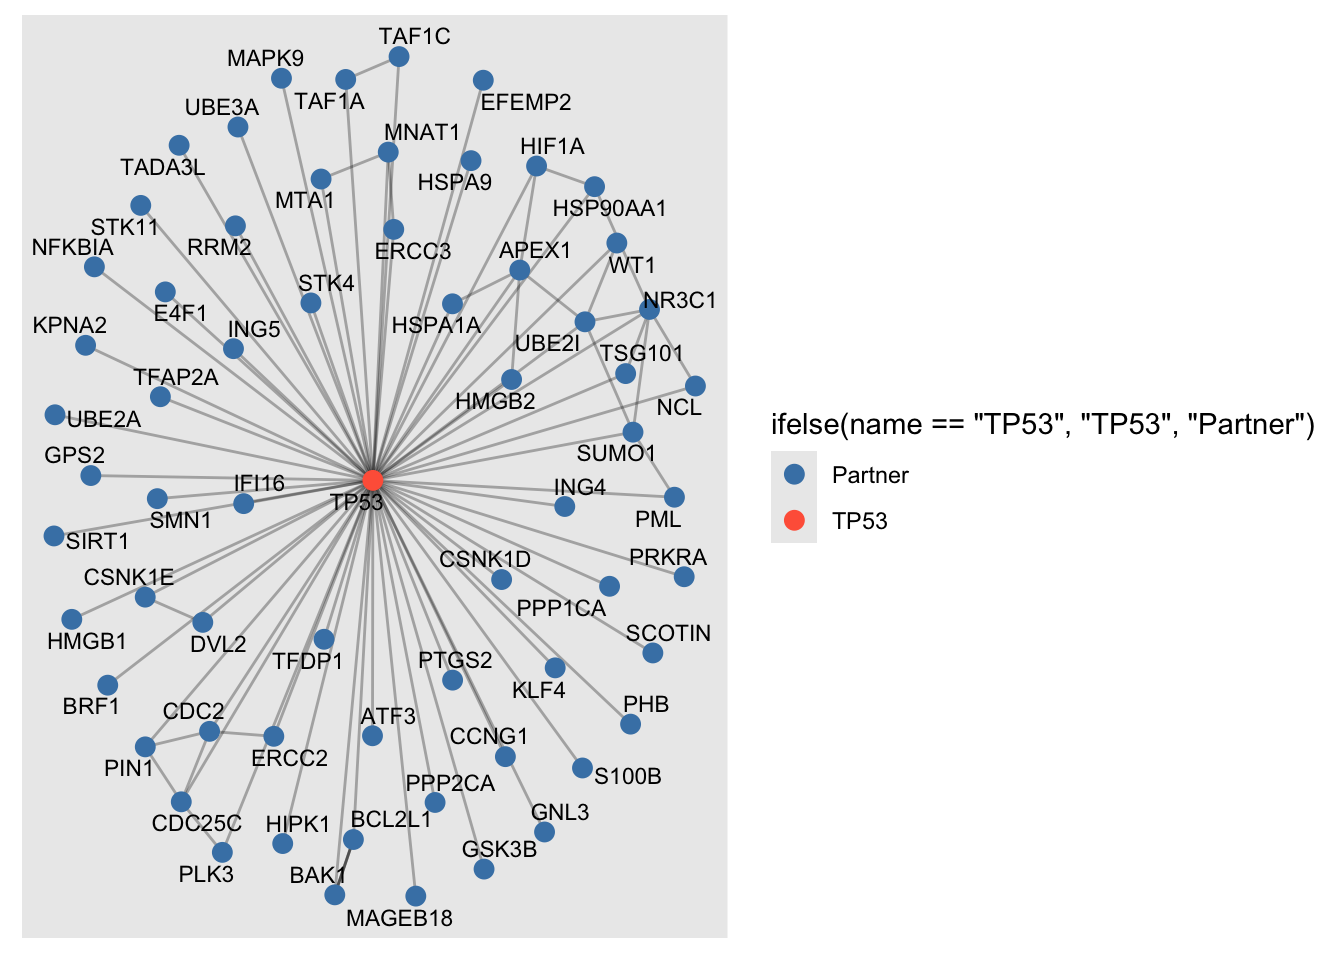 TAF1C
MAPK9
TAF1A
EFEMP2
UBE3A
MNAT1
HIF1A
TADA3L
HSPA9
MTA1
HSP90AA1
STK11
NFKBIA
RRM2
ERCC3
APEX1
WT1
STK4
NR3C1
E4F1
KPNA2
ING5
HSPA1A
UBE2I
TSG101
TFAP2A
HMGB2
NCL
UBE2A
GPS2
SUMO1
IFI16
TP53
ING4
SMN1
PML
SIRT1
CSNK1D
PRKRA
CSNK1E
PPP1CA
HMGB1
DVL2
SCOTIN
TFDP1
PTGS2
KLF4
BRF1
CDC2
PHB
ATF3
CCNG1
PIN1
ERCC2
S100B
PPP2CA
GNL3
CDC25C
HIPK1
BCL2L1
GSK3B
PLK3
BAK1
MAGEB18
ifelse(name == "TP53", "TP53", "Partner")
Partner
TP53